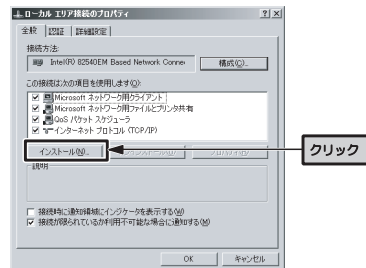 ローカル エリア接続のプロパティ
全般 認証 詳細設定
接続方法:
Intel(R) 82540EM Based Network Connec
構成(C)...
この接続は次の項目を使用します(O):
Microsoft ネットワーク用クライアント
Microsoft ネットワーク用ファイルとプリンタ共有
QoS パケット スケジューラ
インターネット プロトコル (TCP/IP)
インストール(N)...
クリック
説明
接続時に通知領域にインジケータを表示する(W)
接続が限られているか利用不可能な場合に通知する(M)
OK キャンセル